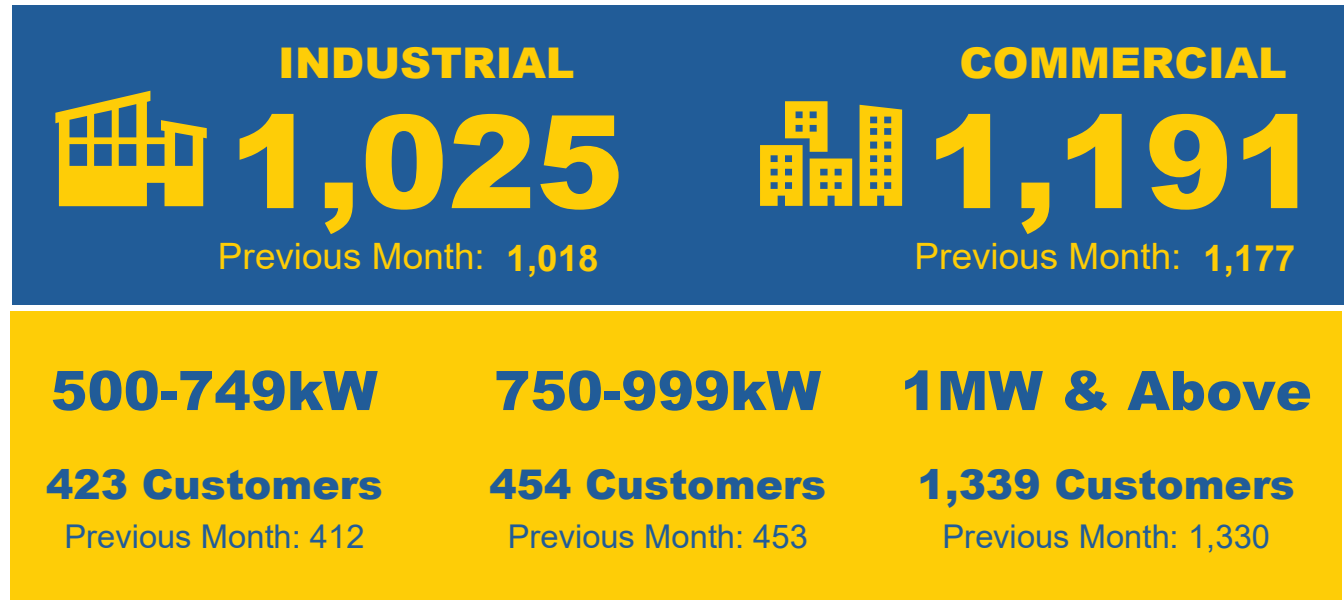 INDUSTRIAL
1,025
Previous Month: 1,018
COMMERCIAL
1,191
Previous Month: 1,177
500-749kW
423 Customers
Previous Month: 412
750-999kW
454 Customers
Previous Month: 453
1MW & Above
1,339 Customers
Previous Month: 1,330